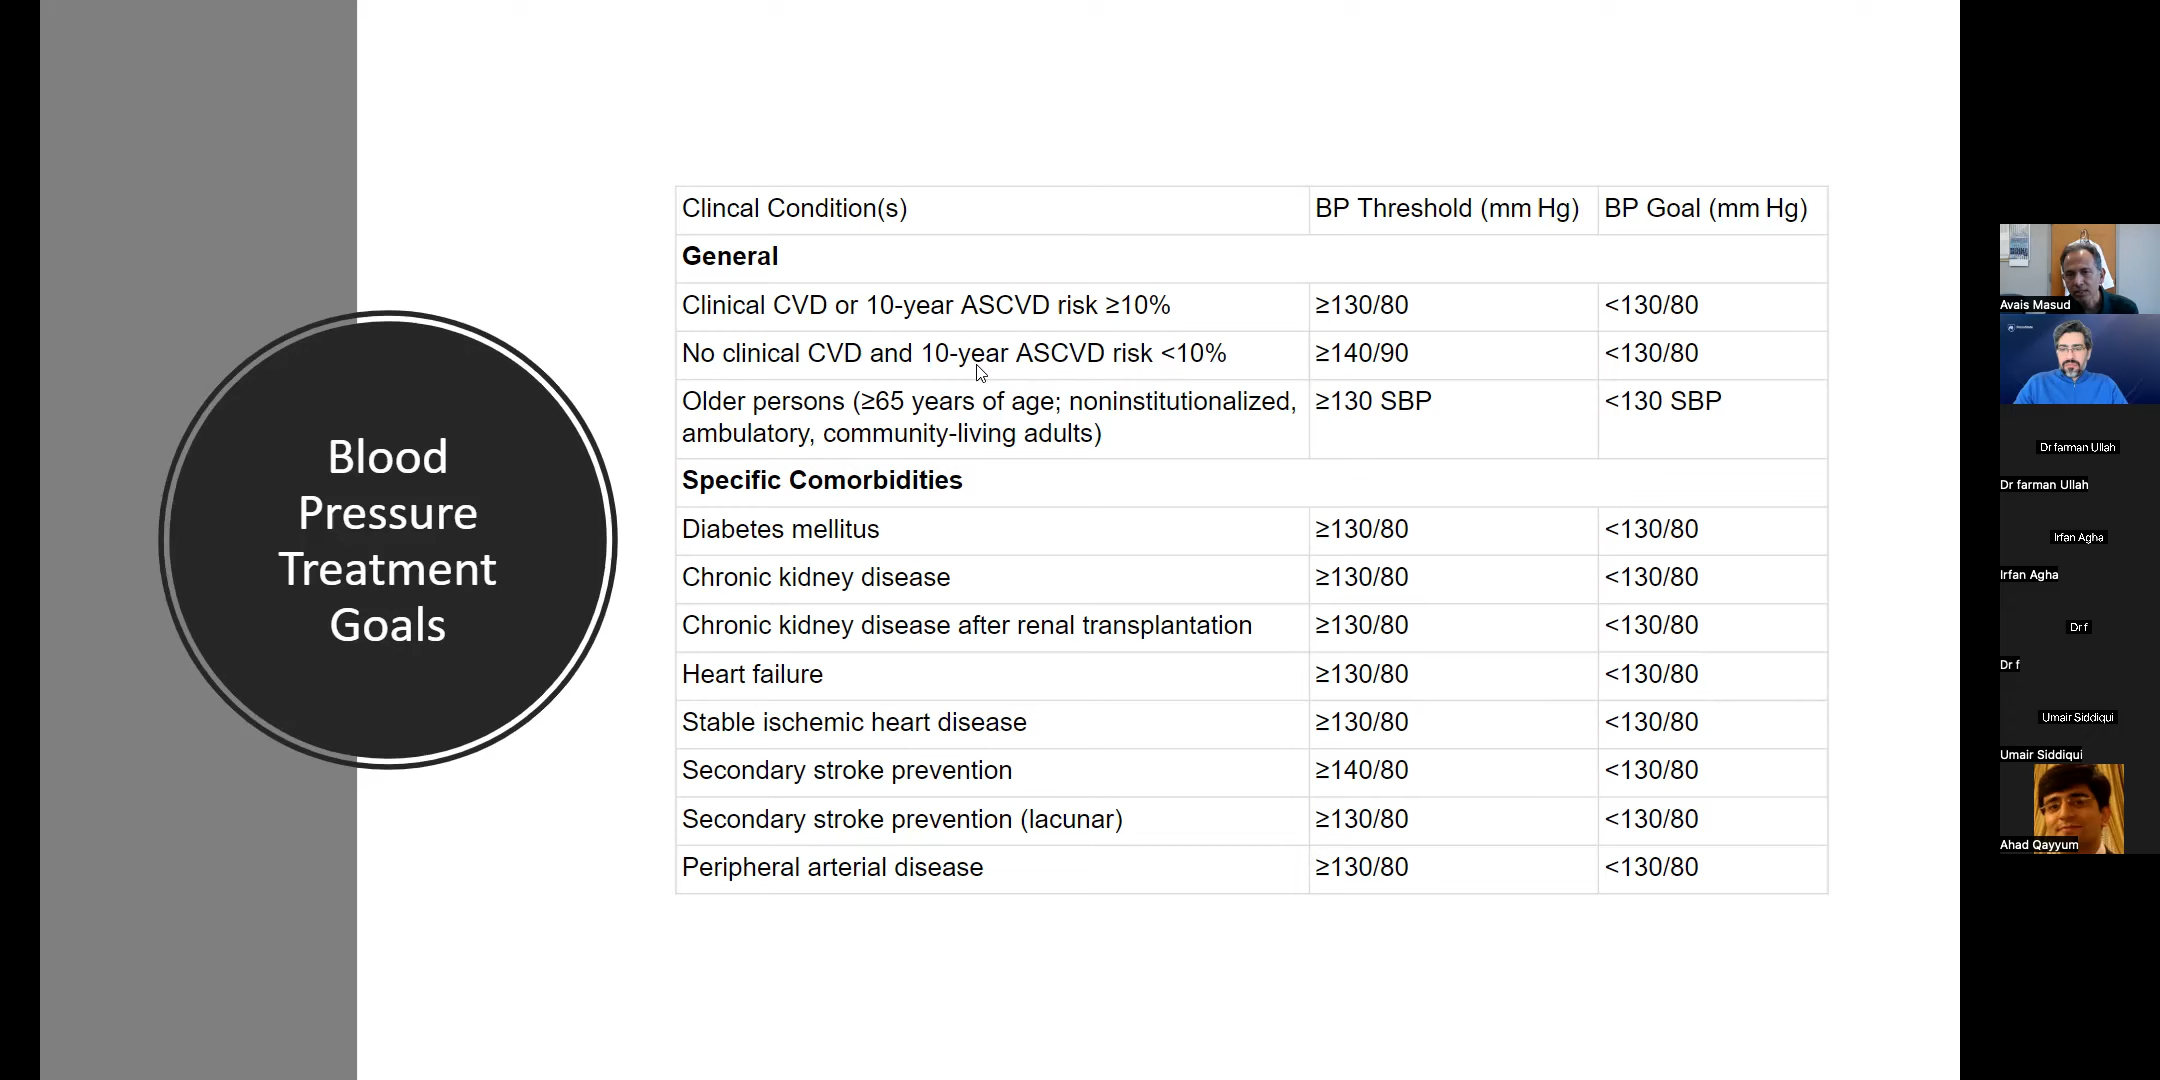 Blood
Pressure
Treatment
Goals
Clincal Condition(s) BP Threshold (mm Hg) BP Goal (mm Hg)
General
Clinical CVD or 10-year ASCVD risk ≥10% ≥130/80 <130/80
No clinical CVD and 10-year ASCVD risk <10% ≥140/90 <130/80
Older persons (≥65 years of age; noninstitutionalized, ≥130 SBP <130 SBP
ambulatory, community-living adults)
Specific Comorbidities
Diabetes mellitus ≥130/80 <130/80
Chronic kidney disease ≥130/80 <130/80
Chronic kidney disease after renal transplantation ≥130/80 <130/80
Heart failure ≥130/80 <130/80
Stable ischemic heart disease ≥130/80 <130/80
Secondary stroke prevention ≥140/80 <130/80
Secondary stroke prevention (lacunar) ≥130/80 <130/80
Peripheral arterial disease ≥130/80 <130/80
Avais Masud
Dr farman Ullah
Dr farman Ullah
Irfan Agha
Irfan Agha
Dr f
Dr f
Umair Siddiqui
Umair Siddiqui
Ahad Qayyum